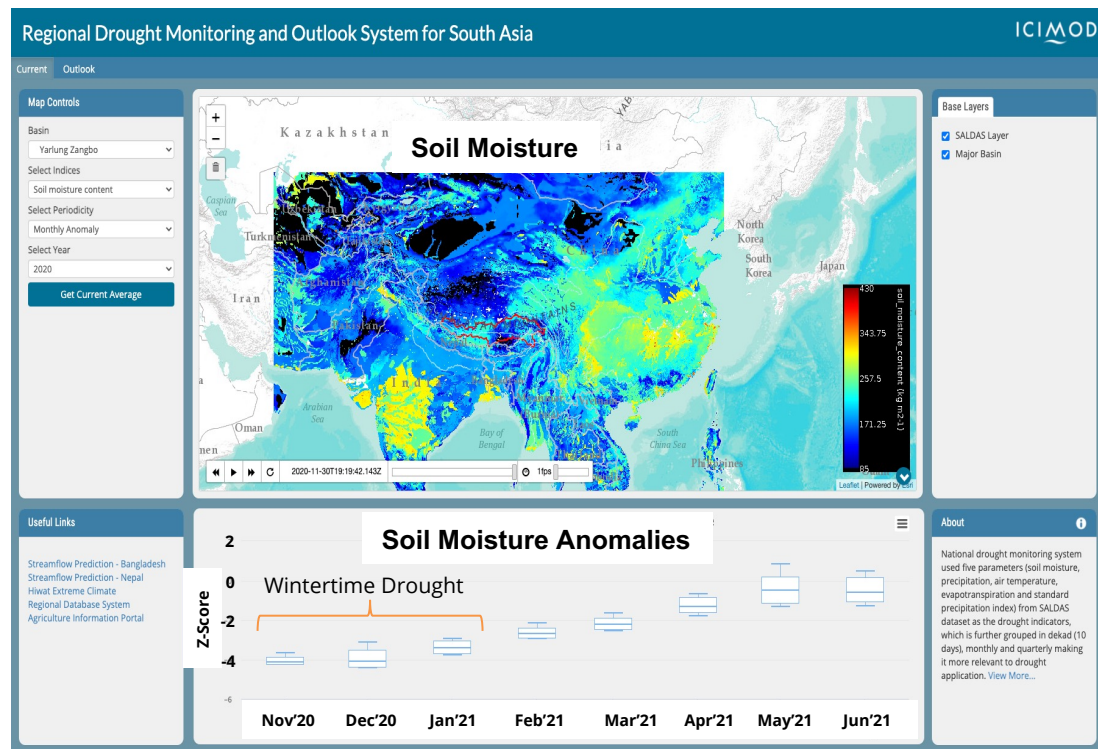 Regional Drought Monitoring and Outlook System for South Asia
ICIMOD
Current Outlook
Map Controls
Basin
Yarlung Zangbo
Select Indices
Soil moisture content
Select Periodicity
Monthly Anomaly
Select Year
2020
Get Current Average
+
−
Kazakhstan
Soil Moisture
Caspian
Sea
Uzbekistan
Turkmenistan
Afghanistan
Iran
Pakistan
India
Oman
Arabian
Sea
Bay of
Bengal
South
China Sea
Philippines
North
Korea
South
Korea
Japan
430
343.75
257.5
171.25
85
soil_moisture_content (kg m2-1)
2020-11-30T19:19:42.143Z
1fps
Leaflet | Powered by Esri
Base Layers
SALDAS Layer
Major Basin
Useful Links
Streamflow Prediction - Bangladesh
Streamflow Prediction - Nepal
Hiwat Extreme Climate
Regional Database System
Agriculture Information Portal
Soil Moisture Anomalies
Wintertime Drought
Z-Score
2
0
-2
-4
-6
Nov'20 Dec'20 Jan'21 Feb'21 Mar'21 Apr'21 May'21 Jun'21
About
National drought monitoring system
used five parameters (soil moisture,
precipitation, air temperature,
evapotranspiration and standard
precipitation index) from SALDAS
dataset as the drought indicators,
which is further grouped in dekad (10
days), monthly and quarterly making
it more relevant to drought
application. View More...